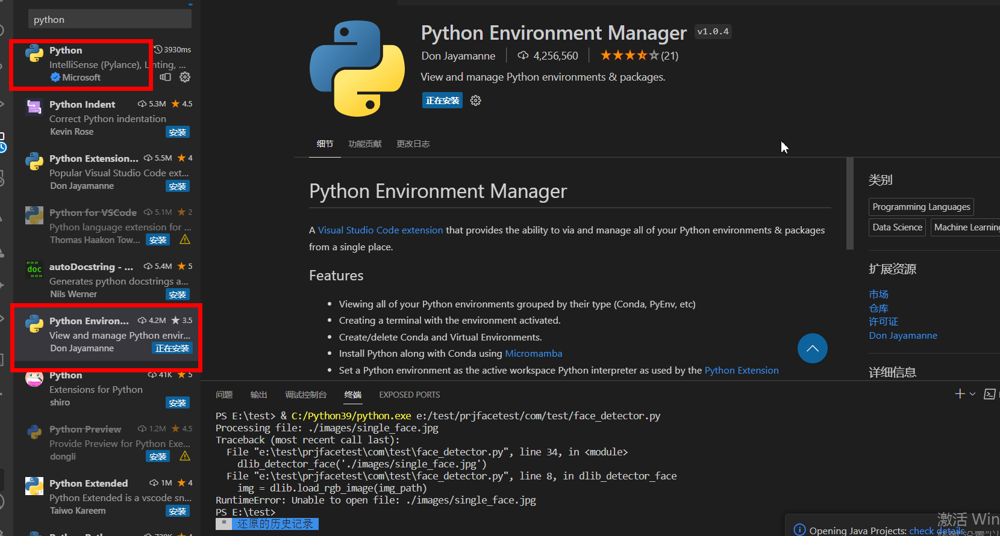 python
Python 3930ms
IntelliSense (Pylance), Linting, ...
Microsoft
Python Indent 5.3M 4.5
Correct Python indentation
Kevin Rose 安装
Python Extension... 5.5M 4
Popular Visual Studio Code ext...
Don Jayamanne 安装
Python for VSCode 5.1M 2
Python language extension for ...
Thomas Haakon Tow... 安装
autoDocstring - ... 5.4M 5
Generates python docstrings a...
Nils Werner 安装
Python Environ... 4.2M 3.5
View and manage Python envir...
Don Jayamanne 正在安装
Python 41K 5
Extensions for Python
shiro 安装
Python Preview 1.2M 4.5
Provide Preview for Python Exe...
dongli 安装
Python Extended 1M 4
Python Extended is a vscode sn...
Taiwo Kareem 安装
Python Environment Manager v1.0.4
Don Jayamanne 4,256,560 (21)
View and manage Python environments & packages.
正在安装
细节 功能贡献 更改日志
Python Environment Manager
A Visual Studio Code extension that provides the ability to via and manage all of your Python environments & packages
from a single place.
Features
• Viewing all of your Python environments grouped by their type (Conda, PyEnv, etc)
• Creating a terminal with the environment activated.
• Create/delete Conda and Virtual Environments.
• Install Python along with Conda using Micromamba
• Set a Python environment as the active workspace Python interpreter as used by the Python Extension
类别
Programming Languages
Data Science Machine Learning
扩展资源
市场
仓库
许可证
Don Jayamanne
详细信息
问题 输出 调试控制台 终端 EXPOSED PORTS
PS E:\test> & C:/Python39/python.exe e:/test/prjfacetest/com/test/face_detector.py
Processing file: ./images/single_face.jpg
Traceback (most recent call last):
  File "e:\test\prjfacetest\com\test\face_detector.py", line 34, in <module>
    dlib_detector_face('./images/single_face.jpg')
  File "e:\test\prjfacetest\com\test\face_detector.py", line 8, in dlib_detector_face
    img = dlib.load_rgb_image(img_path)
RuntimeError: Unable to open file: ./images/single_face.jpg
PS E:\test>
* 还原的历史记录
激活 Win
Opening Java Projects: check details